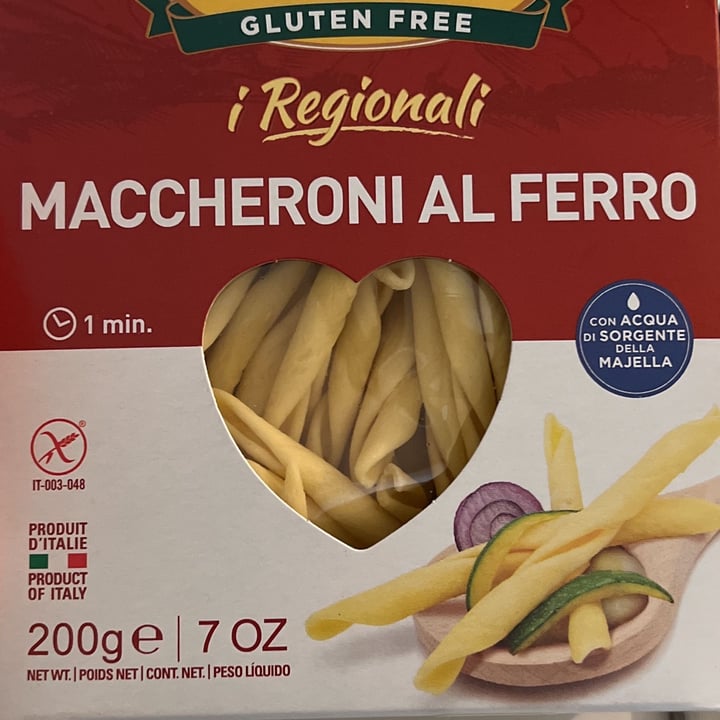 GLUTEN FREE
i Regionali
MACCHERONI AL FERRO
1 min.
CON ACQUA
DI SORGENTE
DELLA
MAJELLA
IT-003-048
PRODUIT
D'ITALIE
PRODUCT
OF ITALY
200g e | 7 OZ
NET WT. | POIDS NET | CONT. NET. | PESO LÍQUIDO